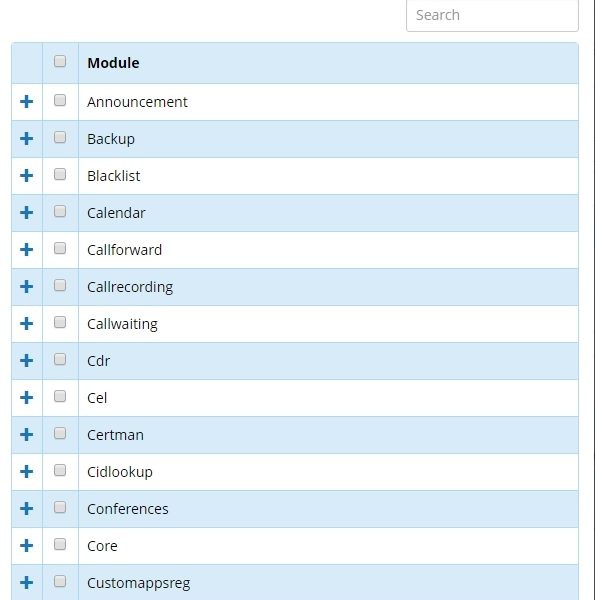 Search
Module
Announcement
Backup
Blacklist
Calendar
Callforward
Callrecording
Callwaiting
Cdr
Cel
Certman
Cidlookup
Conferences
Core
Customappsreg